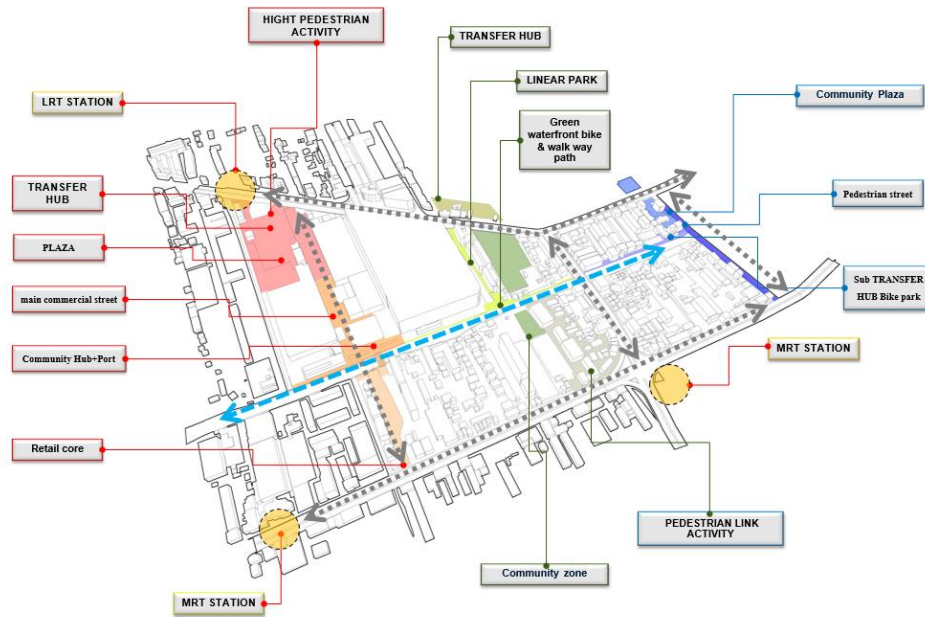 HIGHT PEDESTRIAN
ACTIVITY
TRANSFER HUB
LINEAR PARK
LRT STATION
Community Plaza
Green
waterfront bike
& walk way
path
TRANSFER
HUB
Pedestrian street
PLAZA
Sub TRANSFER
HUB Bike park
main commercial street
MRT STATION
Community Hub+Port
Retail core
PEDESTRIAN LINK
ACTIVITY
Community zone
MRT STATION